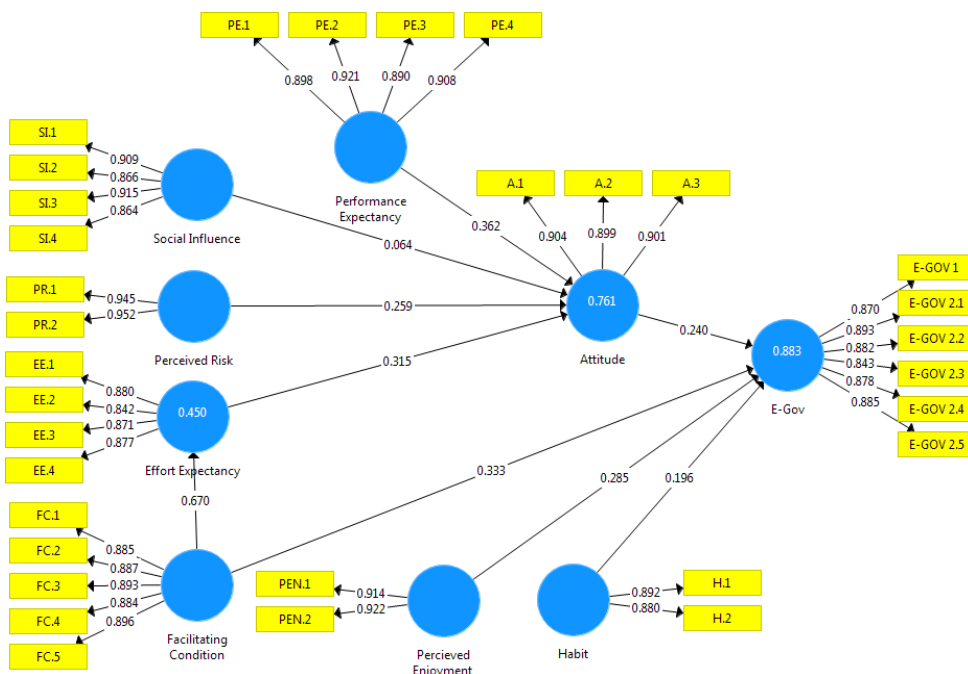 PE.1
PE.2
PE.3
PE.4
0.898
0.921
0.890
0.908
Performance
Expectancy
SI.1
SI.2
SI.3
SI.4
0.909
0.866
0.915
0.864
Social Influence
0.362
0.064
A.1
A.2
A.3
0.904
0.899
0.901
0.761
Attitude
PR.1
PR.2
0.945
0.952
Perceived Risk
0.259
0.315
EE.1
EE.2
EE.3
EE.4
0.880
0.842
0.871
0.877
0.450
Effort Expectancy
0.670
0.240
E-GOV 1
E-GOV 2.1
E-GOV 2.2
E-GOV 2.3
E-GOV 2.4
E-GOV 2.5
0.870
0.893
0.882
0.843
0.878
0.885
0.883
E-Gov
0.333
0.285
0.196
FC.1
FC.2
FC.3
FC.4
FC.5
0.885
0.887
0.893
0.884
0.896
Facilitating
Condition
PEN.1
PEN.2
0.914
0.922
Percieved
Enjoyment
H.1
H.2
0.892
0.880
Habit